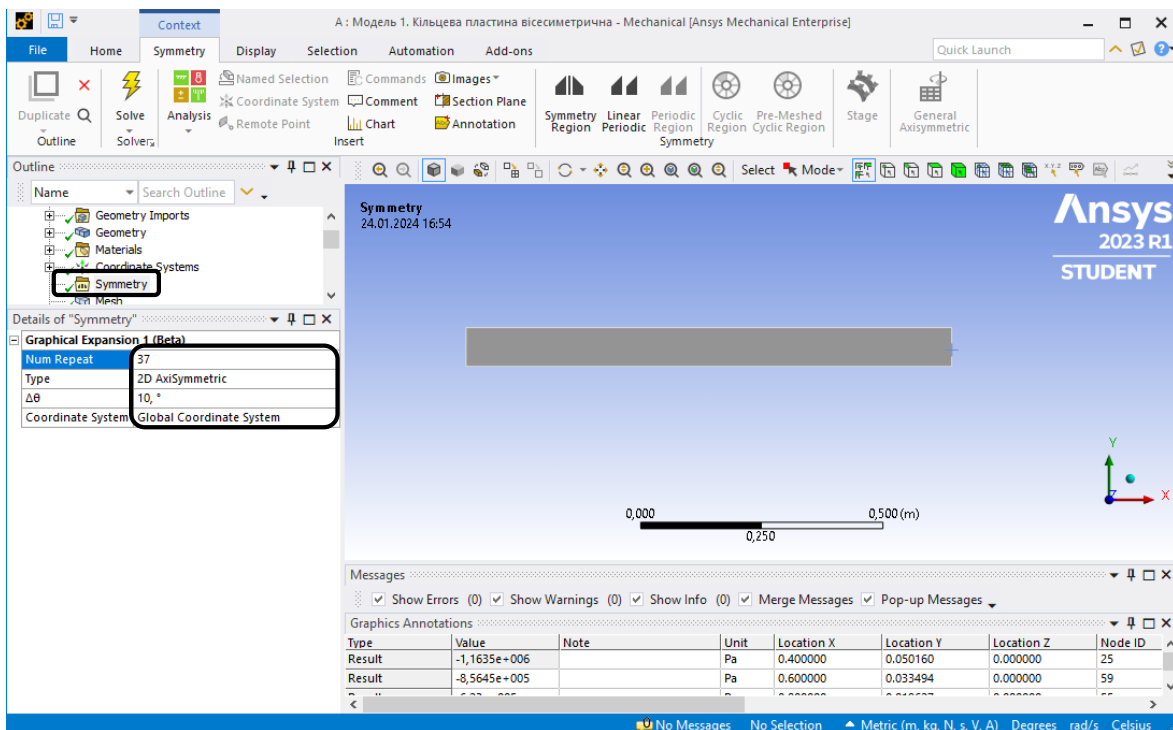 Context
A : Модель 1. Кільцева пластина вісесиметрична - Mechanical [Ansys Mechanical Enterprise]
File Home Symmetry Display Selection Automation Add-ons Quick Launch
Named Selection Commands Images
Coordinate System Comment Section Plane
Remote Point Chart Annotation
Duplicate Solve Analysis
Symmetry Region Linear Periodic Periodic Region Cyclic Region Pre-Meshed Cyclic Region Stage General Axisymmetric
Outline Solver Insert Symmetry
Outline
Name Search Outline
Select Mode
Geometry Imports
Geometry
Materials
Coordinate Systems
Symmetry
Mesh
Details of "Symmetry"
Graphical Expansion 1 (Beta)
Num Repeat 37
Type 2D AxiSymmetric
Δθ 10, °
Coordinate System Global Coordinate System
Symmetry
24.01.2024 16:54
Ansys
2023 R1
STUDENT
Y
Z X
0,000 0,500 (m)
0,250
Messages
Show Errors (0) Show Warnings (0) Show Info (0) Merge Messages Pop-up Messages
Graphics Annotations
Type Value Note Unit Location X Location Y Location Z Node ID
Result -1,1635e+006 Pa 0.400000 0.050160 0.000000 25
Result -8,5645e+005 Pa 0.600000 0.033494 0.000000 59
No Messages No Selection Metric (m, kg, N, s, V, A) Degrees rad/s Celsius